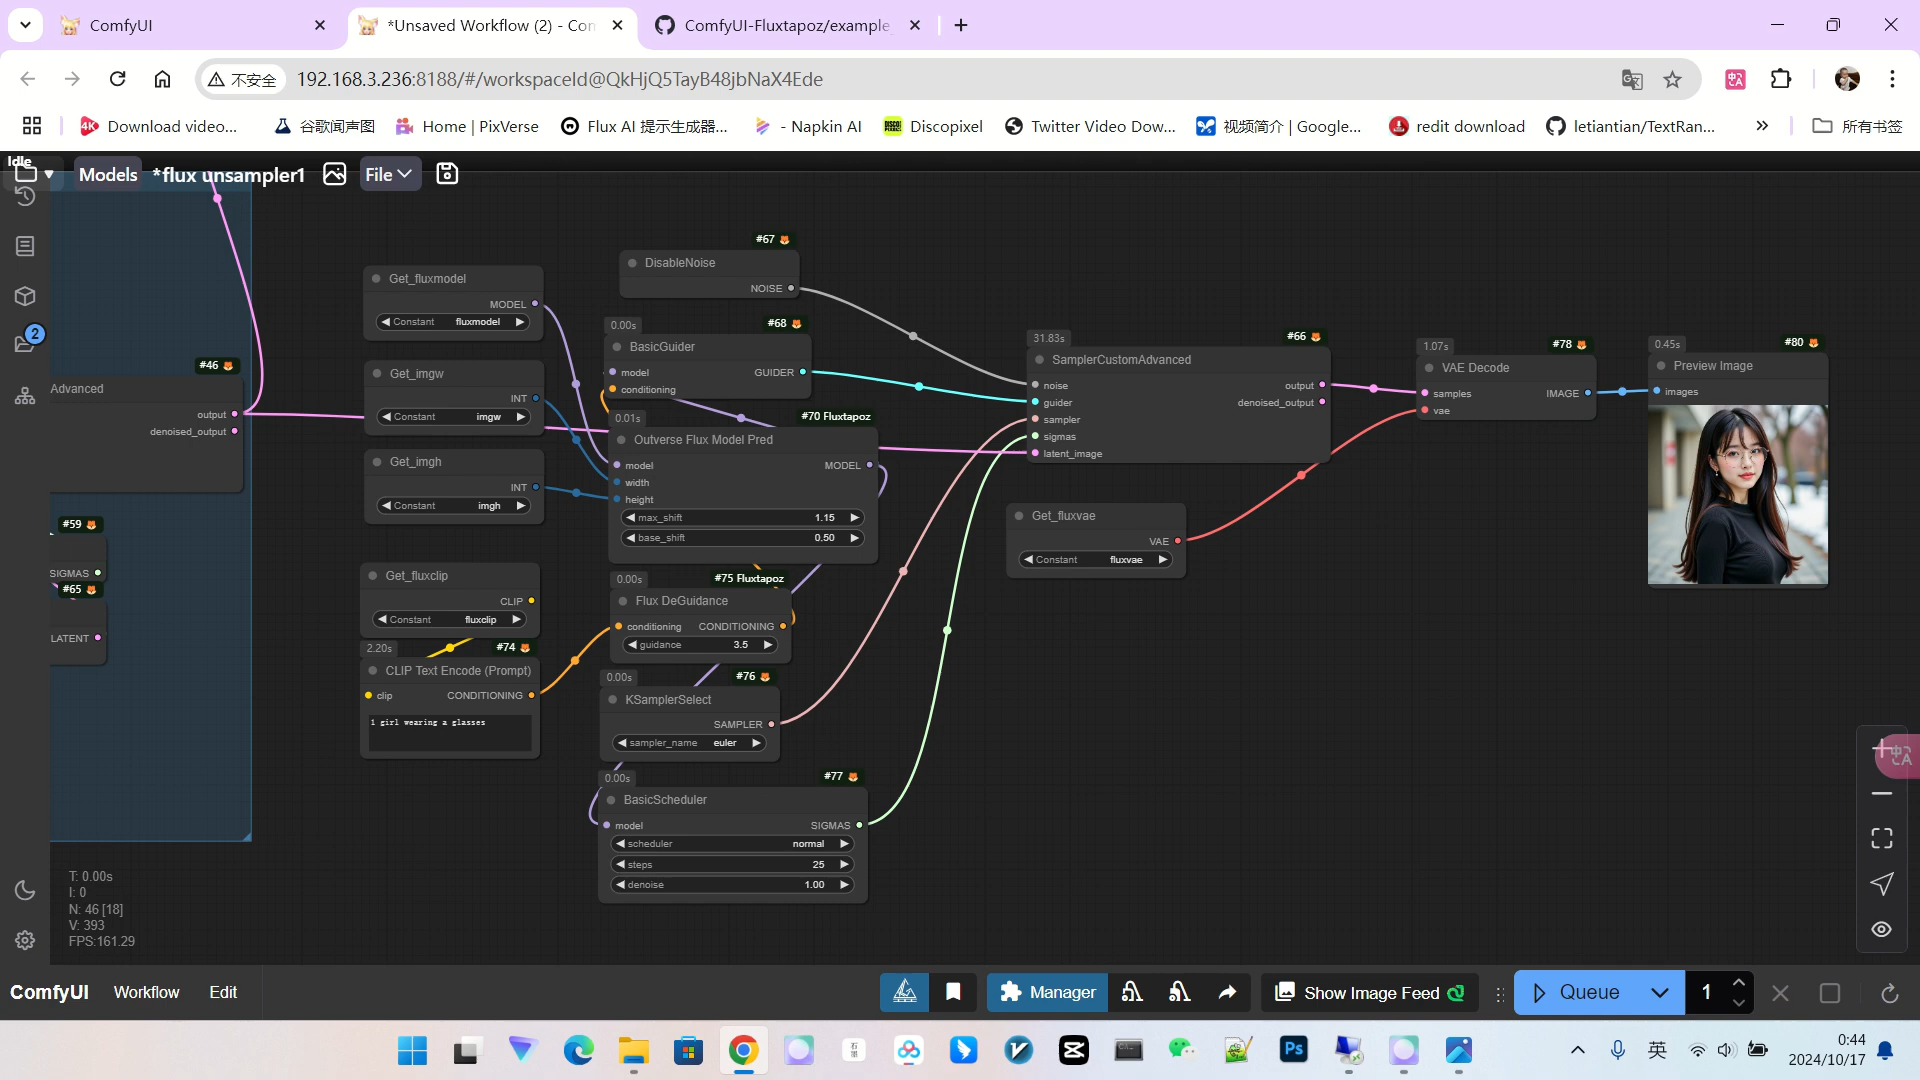 ComfyUI
*Unsaved Workflow (2) - Con
ComfyUI-Fluxtapoz/example
不安全
192.168.3.236:8188/#/workspaceId@QkHjQ5TayB48jbNaX4Ede
Download video...
谷歌闻声图
Home | PixVerse
Flux AI 提示生成器...
- Napkin AI
Discopixel
Twitter Video Dow...
视频简介 | Google...
redit download
letiantian/TextRan...
所有书签
Idle
Models
*flux unsampler1
File
2
#46
Advanced
output
denoised_output
#59
SIGMAS
#65
LATENT
Get_fluxmodel
MODEL
Constant fluxmodel
Get_imgw
INT
Constant imgw
Get_imgh
INT
Constant imgh
Get_fluxclip
CLIP
Constant fluxclip
2.20s
#74
CLIP Text Encode (Prompt)
clip CONDITIONING
1 girl wearing a glasses
#67
DisableNoise
NOISE
0.00s
#68
BasicGuider
model GUIDER
conditioning
0.01s
#70 Fluxtapoz
Outverse Flux Model Pred
model MODEL
width
height
max_shift 1.15
base_shift 0.50
0.00s
#75 Fluxtapoz
Flux DeGuidance
conditioning CONDITIONING
guidance 3.5
0.00s
#76
KSamplerSelect
SAMPLER
sampler_name euler
0.00s
#77
BasicScheduler
model SIGMAS
scheduler normal
steps 25
denoise 1.00
31.83s
#66
SamplerCustomAdvanced
noise output
guider denoised_output
sampler
sigmas
latent_image
Get_fluxvae
VAE
Constant fluxvae
1.07s
#78
VAE Decode
samples IMAGE
vae
0.45s
#80
Preview Image
images
T: 0.00s
I: 0
N: 46 [18]
V: 393
FPS:161.29
ComfyUI
Workflow
Edit
Manager
Show Image Feed
Queue
1
英
0:44
2024/10/17